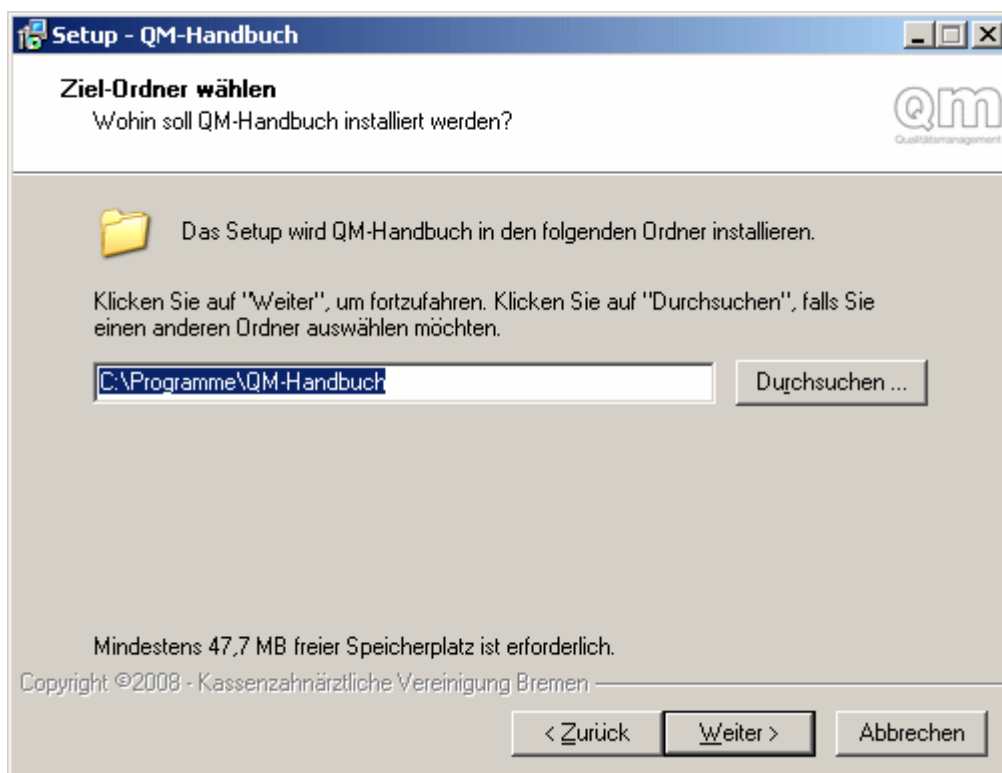 Setup - QM-Handbuch
Ziel-Ordner wählen
Wohin soll QM-Handbuch installiert werden?
qm
Qualitätsmanagement
Das Setup wird QM-Handbuch in den folgenden Ordner installieren.
Klicken Sie auf "Weiter", um fortzufahren. Klicken Sie auf "Durchsuchen", falls Sie
einen anderen Ordner auswählen möchten.
C:\Programme\QM-Handbuch
Durchsuchen ...
Mindestens 47,7 MB freier Speicherplatz ist erforderlich.
Copyright ©2008 - Kassenzahnärztliche Vereinigung Bremen
< Zurück
Weiter >
Abbrechen